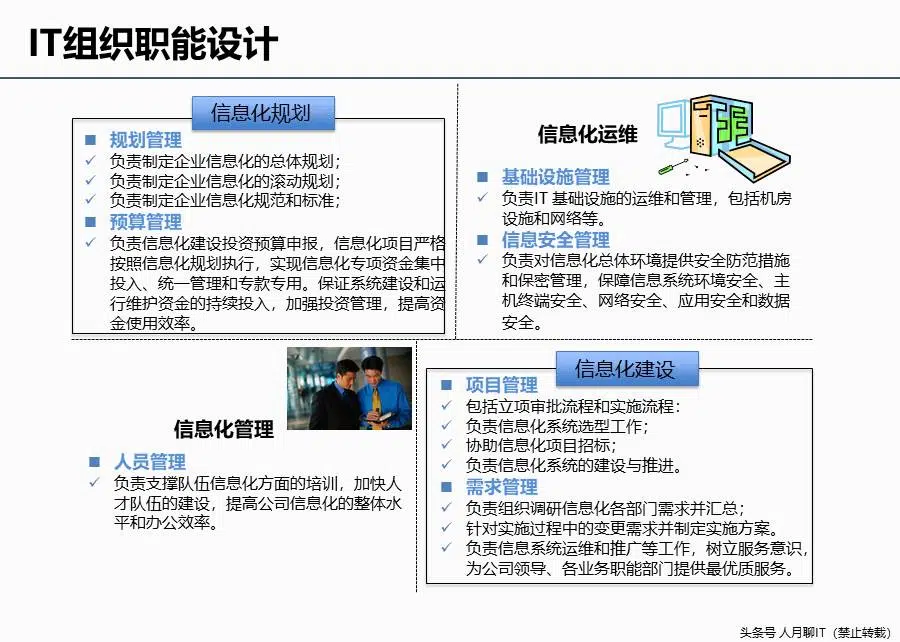 IT组织职能设计
信息化规划
规划管理
负责制定企业信息化的总体规划；
负责制定企业信息化的滚动规划；
负责制定企业信息化规范和标准；
预算管理
负责信息化建设投资预算申报，信息化项目严格
按照信息化规划执行，实现信息化专项资金集中
投入、统一管理和专款专用。保证系统建设和运
行维护资金的持续投入，加强投资管理，提高资
金使用效率。
信息化运维
基础设施管理
负责IT 基础设施的运维和管理，包括机房
设施和网络等。
信息安全管理
负责对信息化总体环境提供安全防范措施
和保密管理，保障信息系统环境安全、主
机终端安全、网络安全、应用安全和数据
安全。
信息化管理
人员管理
负责支撑队伍信息化方面的培训，加快人
才队伍的建设，提高公司信息化的整体水
平和办公效率。
信息化建设
项目管理
包括立项审批流程和实施流程：
负责信息化系统选型工作；
协助信息化项目招标；
负责信息化系统的建设与推进。
需求管理
负责组织调研信息化各部门需求并汇总；
针对实施过程中的变更需求并制定实施方案。
负责信息系统运维和推广等工作，树立服务意识，
为公司领导、各业务职能部门提供最优质服务。
头条号 人月聊IT（禁止转载）